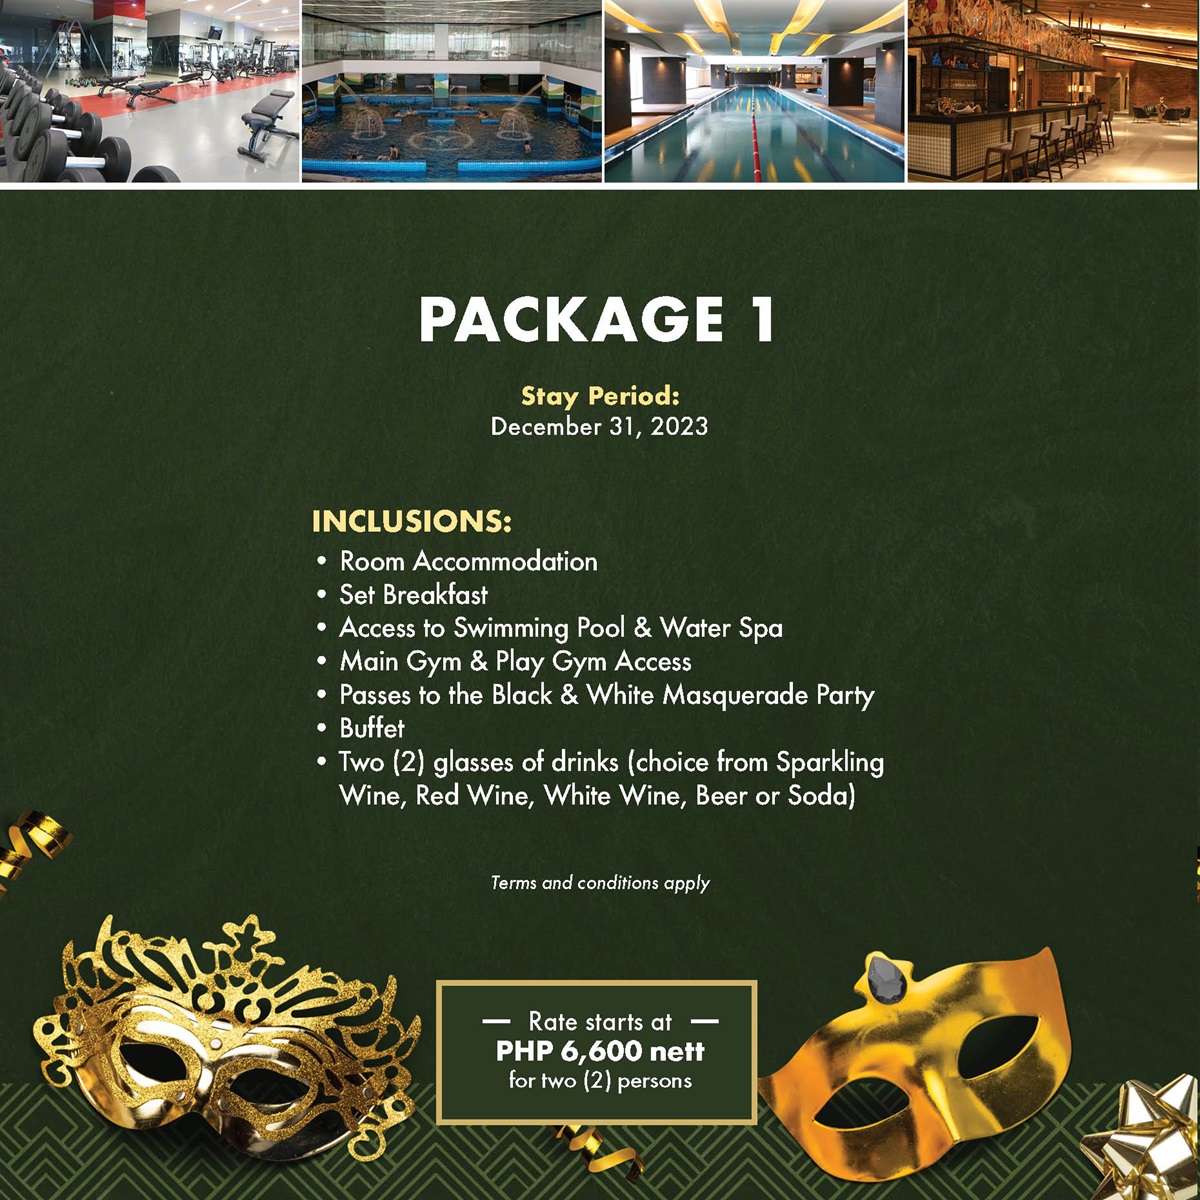 PACKAGE 1
Stay Period:
December 31, 2023
INCLUSIONS:
• Room Accommodation
• Set Breakfast
• Access to Swimming Pool & Water Spa
• Main Gym & Play Gym Access
• Passes to the Black & White Masquerade Party
• Buffet
• Two (2) glasses of drinks (choice from Sparkling
Wine, Red Wine, White Wine, Beer or Soda)
Terms and conditions apply
— Rate starts at —
PHP 6,600 nett
for two (2) persons